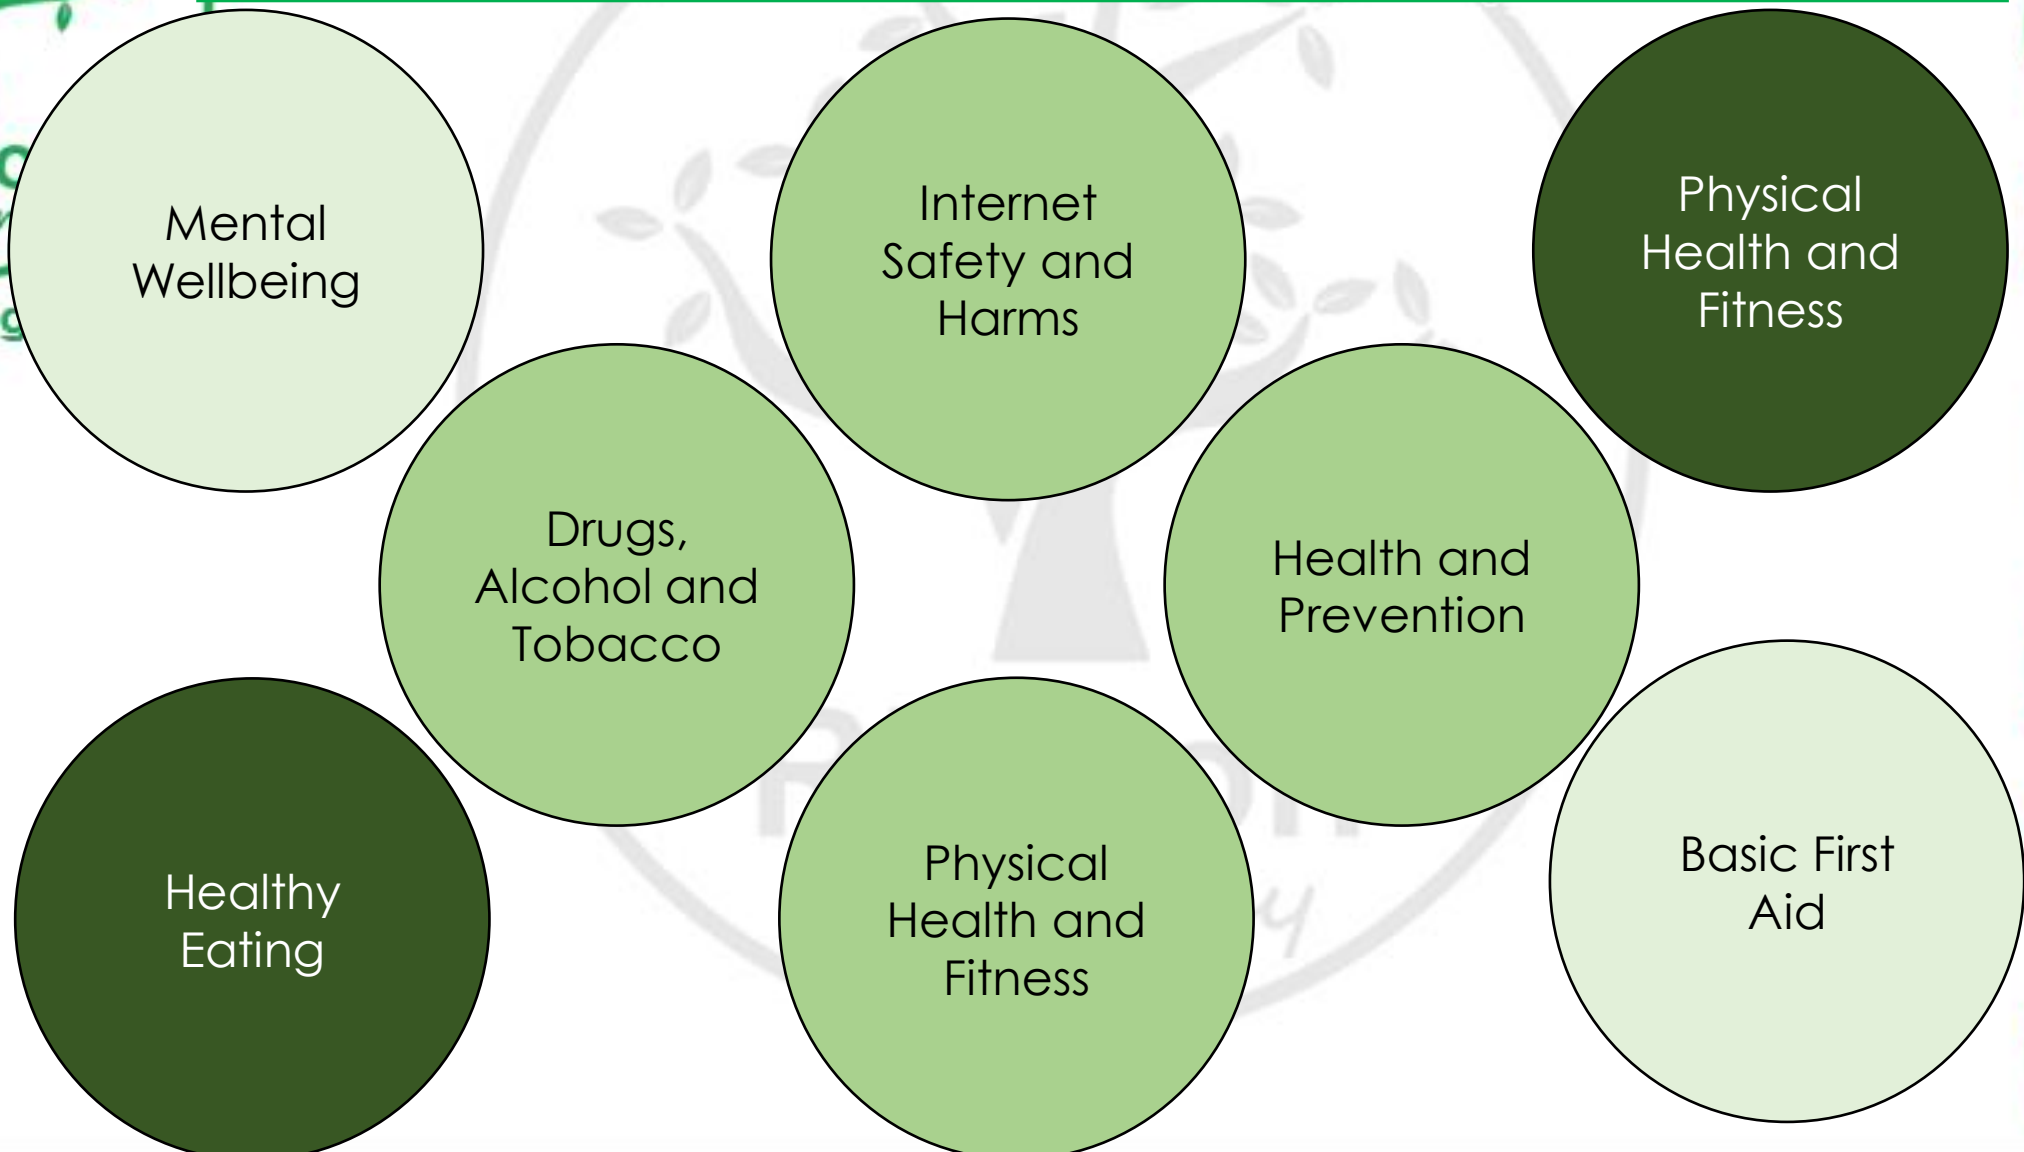 Mental
Wellbeing
Internet
Safety and
Harms
Physical
Health and
Fitness
Drugs,
Alcohol and
Tobacco
Health and
Prevention
Healthy
Eating
Physical
Health and
Fitness
Basic First
Aid